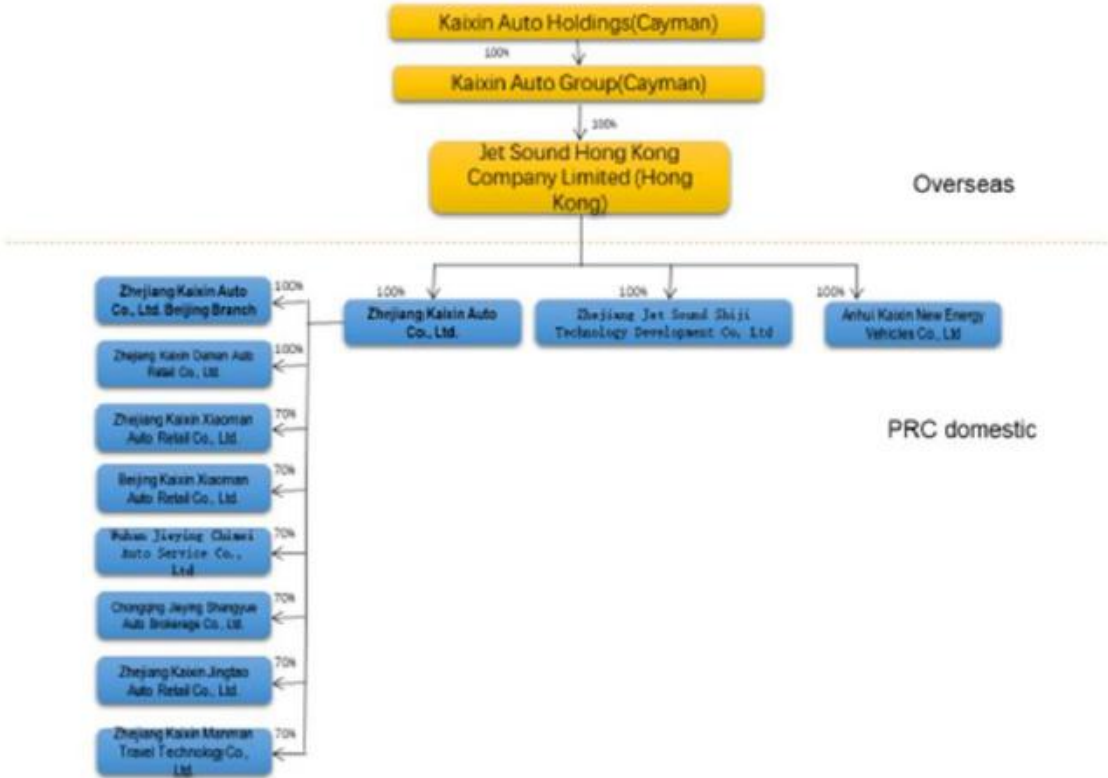 Kaixin Auto Holdings(Cayman)
100%
Kaixin Auto Group(Cayman)
100%
Jet Sound Hong Kong
Company Limited (Hong
Kong)
Overseas
100%
Zhejiang Kaixin Auto
Co., Ltd.
100%
Zhejiang Jet Sound Shiji
Technology Development Co, Ltd
100%
Anhui Kaixin New Energy
Vehicles Co., Ltd
PRC domestic
100%
Zhejiang Kaixin Auto
Co., Ltd. Beijing Branch
100%
Zhejiang Kaixin Auto
Retail Co., Ltd.
70%
Zhejiang Kaixin Xiaoman
Auto Retail Co., Ltd.
70%
Beijing Kaixin Xiaoman
Auto Retail Co., Ltd.
70%
Wuhan Jieying Chimei
Auto Service Co.,
Ltd
70%
Chongqing Jieying Shangyue
Auto Brokerage Co., Ltd.
70%
Zhejiang Kaixin Jingtao
Auto Retail Co., Ltd.
70%
Zhejiang Kaixin Manman
Travel Technology Co.,
Ltd.